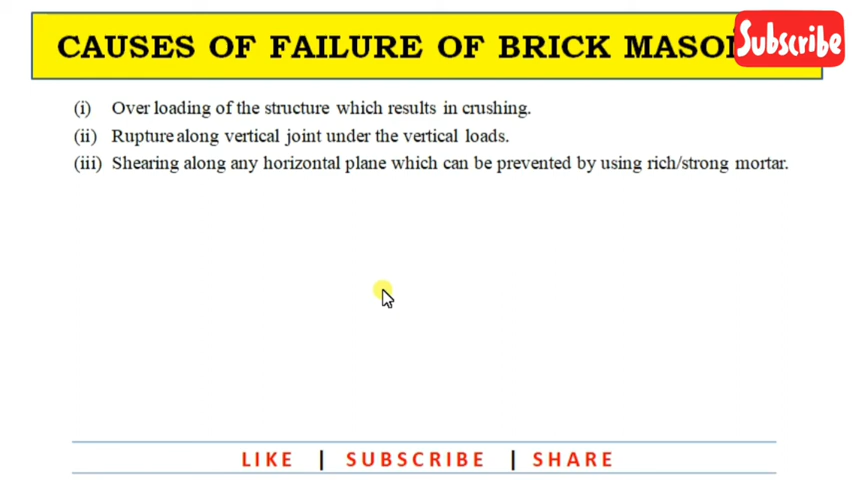 CAUSES OF FAILURE OF BRICK
Subscribe
(i) Over loading of the structure which results in crushing.
(ii) Rupture along vertical joint under the vertical loads.
(iii) Shearing along any horizontal plane which can be prevented by using rich/strong mortar.
LIKE | SUBSCRIBE | SHARE